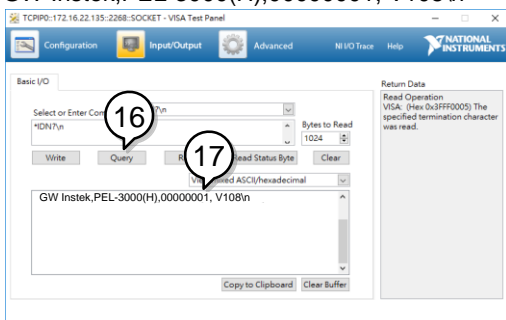 GW Instek,PEL-3000(H),00000001, V108\n
TCPIP0::172.16.22.135::2268::SOCKET - VISA Test Panel
Configuration
Input/Output
Advanced
NI I/O Trace
Help
NATIONAL
INSTRUMENTS
Basic I/O
Return Data
Read Operation
VISA: (Hex 0x3FFF0005) The
specified termination character
was read.
Select or Enter Com
?\n
16
*IDN?\n
Bytes to Read
1024
Write
Query
R
17
ead Status Byte
Clear
xed ASCII/hexadecimal
GW Instek,PEL-3000(H),00000001, V108\n
Copy to Clipboard
Clear Buffer